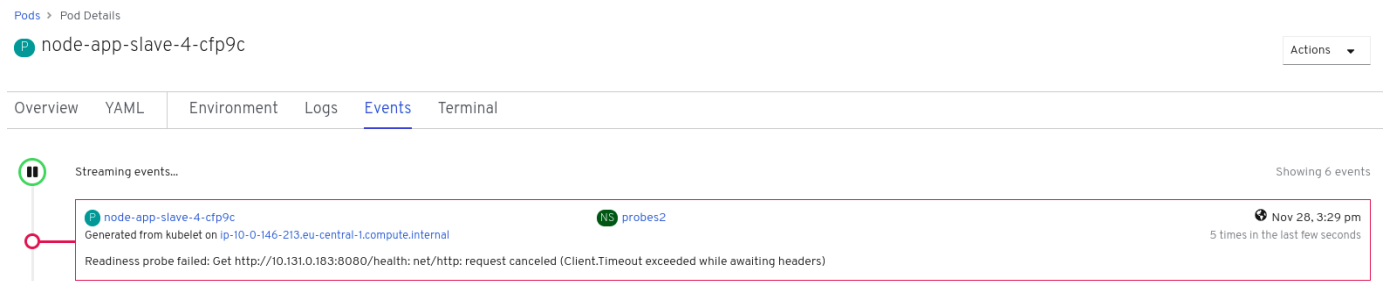 Pods > Pod Details
P node-app-slave-4-cfp9c
Actions
Overview YAML Environment Logs Events Terminal
Streaming events... Showing 6 events
P node-app-slave-4-cfp9c NS probes2 Nov 28, 3:29 pm
Generated from kubelet on ip-10-0-146-213.eu-central-1.compute.internal 5 times in the last few seconds
Readiness probe failed: Get http://10.131.0.183:8080/health: net/http: request canceled (Client.Timeout exceeded while awaiting headers)